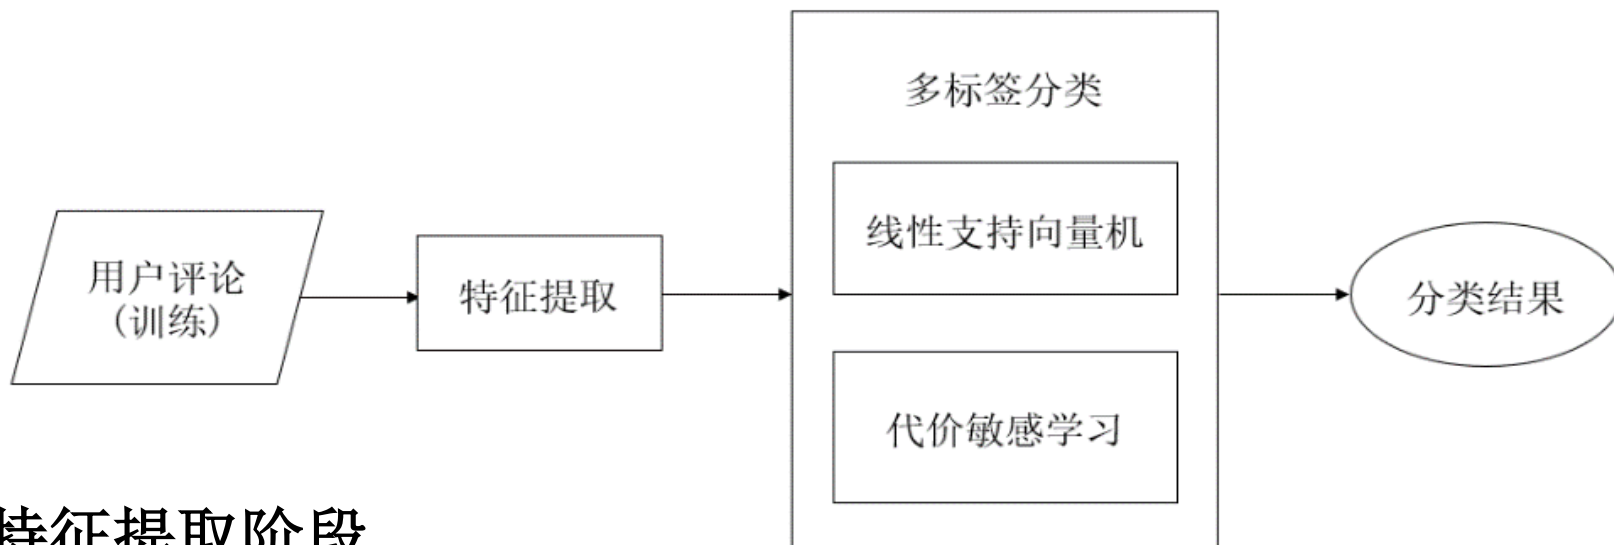 多标签分类
线性支持向量机
用户评论
(训练)
特征提取
分类结果
代价敏感学习
特征提取阶段